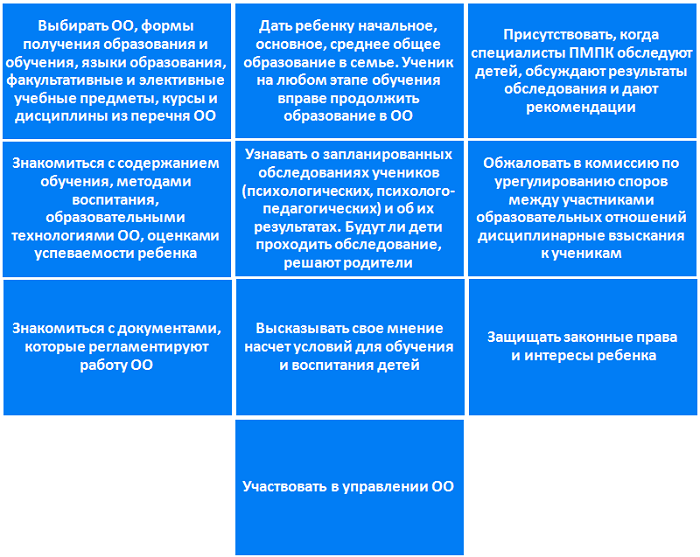 Выбирать ОО, формы
получения образования и
обучения, языки образования,
факультативные и элективные
учебные предметы, курсы и
дисциплины из перечня ОО
Дать ребенку начальное,
основное, среднее общее
образование в семье. Ученик
на любом этапе обучения
вправе продолжить
образование в ОО
Присутствовать, когда
специалисты ПМПК обследуют
детей, обсуждают результаты
обследования и дают
рекомендации
Знакомиться с содержанием
обучения, методами
воспитания,
образовательными
технологиями ОО, оценками
успеваемости ребенка
Узнавать о запланированных
обследованиях учеников
(психологических, психолого-
педагогических) и об их
результатах. Будут ли дети
проходить обследование,
решают родители
Обжаловать в комиссию по
урегулированию споров
между участниками
образовательных отношений
дисциплинарные взыскания
к ученикам
Знакомиться с документами,
которые регламентируют
работу ОО
Высказывать свое мнение
насчет условий для обучения
и воспитания детей
Защищать законные права
и интересы ребенка
Участвовать в управлении ОО